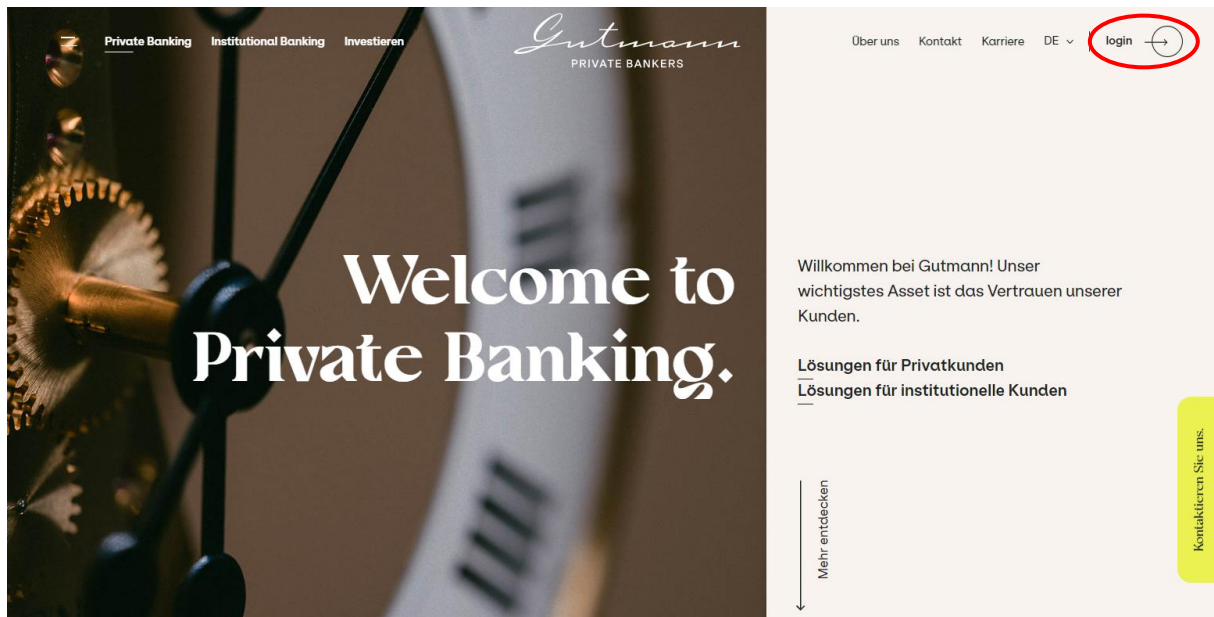 Private Banking Institutional Banking Investieren
Gutmann
PRIVATE BANKERS
Über uns Kontakt Karriere DE login
Welcome to
Private Banking.
Willkommen bei Gutmann! Unser
wichtigstes Asset ist das Vertrauen unserer
Kunden.
Lösungen für Privatkunden
Lösungen für institutionelle Kunden
Mehr entdecken
Kontaktieren Sie uns.